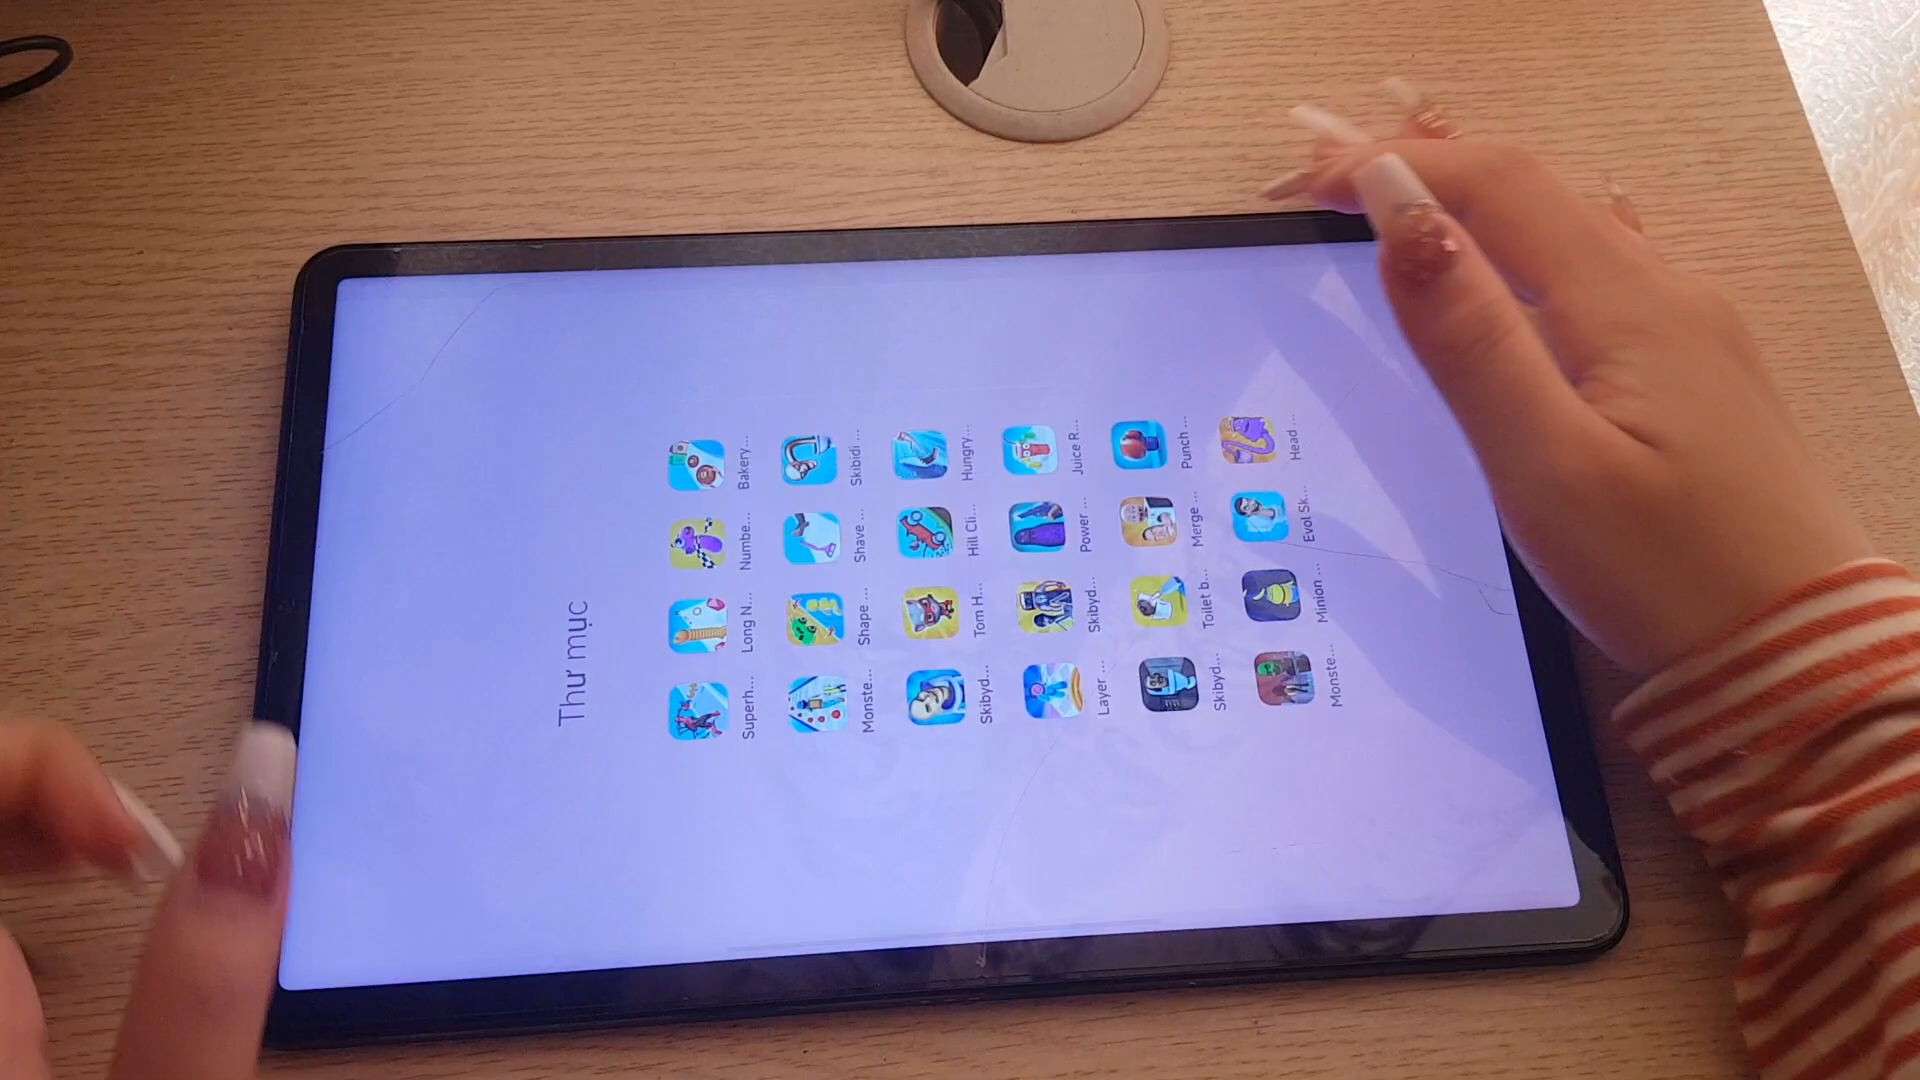 Thư mục
Superh... Long N... Numbe... Bakery...
Monste... Shape ... Shave ... Skibidi ...
Skibyd... Tom H... Hill Cli... Hungry...
Layer ... Skibyd... Power ... Juice R...
Skibyd... Toilet b... Merge ... Punch ...
Monste... Minion ... Evol Sk... Head ...